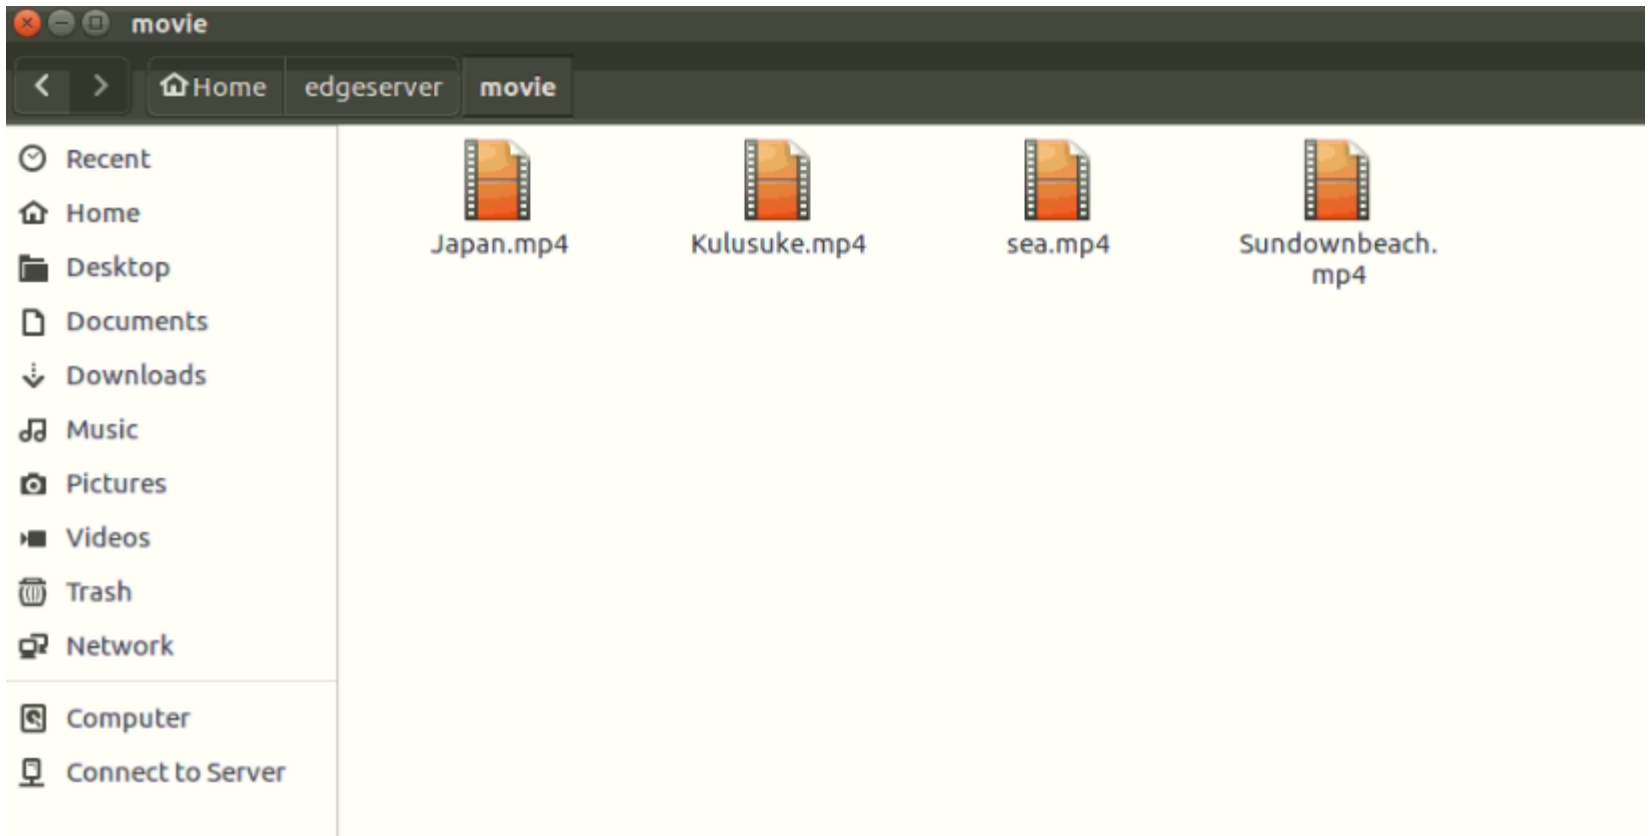 movie
Home edgeserver movie
Recent
Home
Desktop
Documents
Downloads
Music
Pictures
Videos
Trash
Network
Computer
Connect to Server
Japan.mp4 Kulusuke.mp4 sea.mp4 Sundownbeach.
mp4